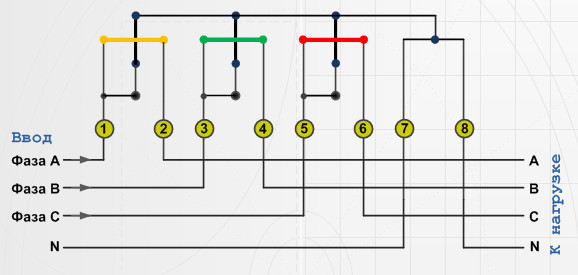 1 2 3 4 5 6 7 8
Ввод
Фаза А А
Фаза В В
Фаза С С
N N
К нагрузке